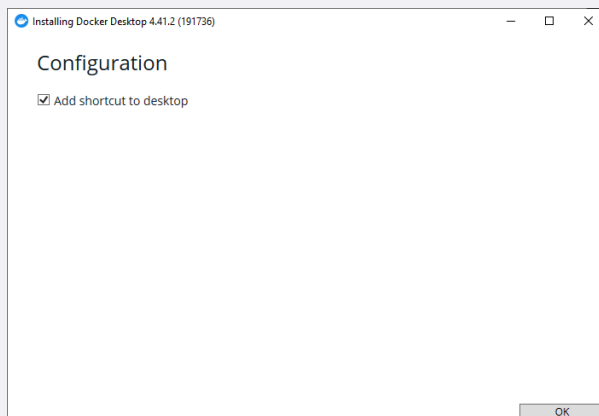 Installing Docker Desktop 4.41.2 (191736)
Configuration
Add shortcut to desktop
OK